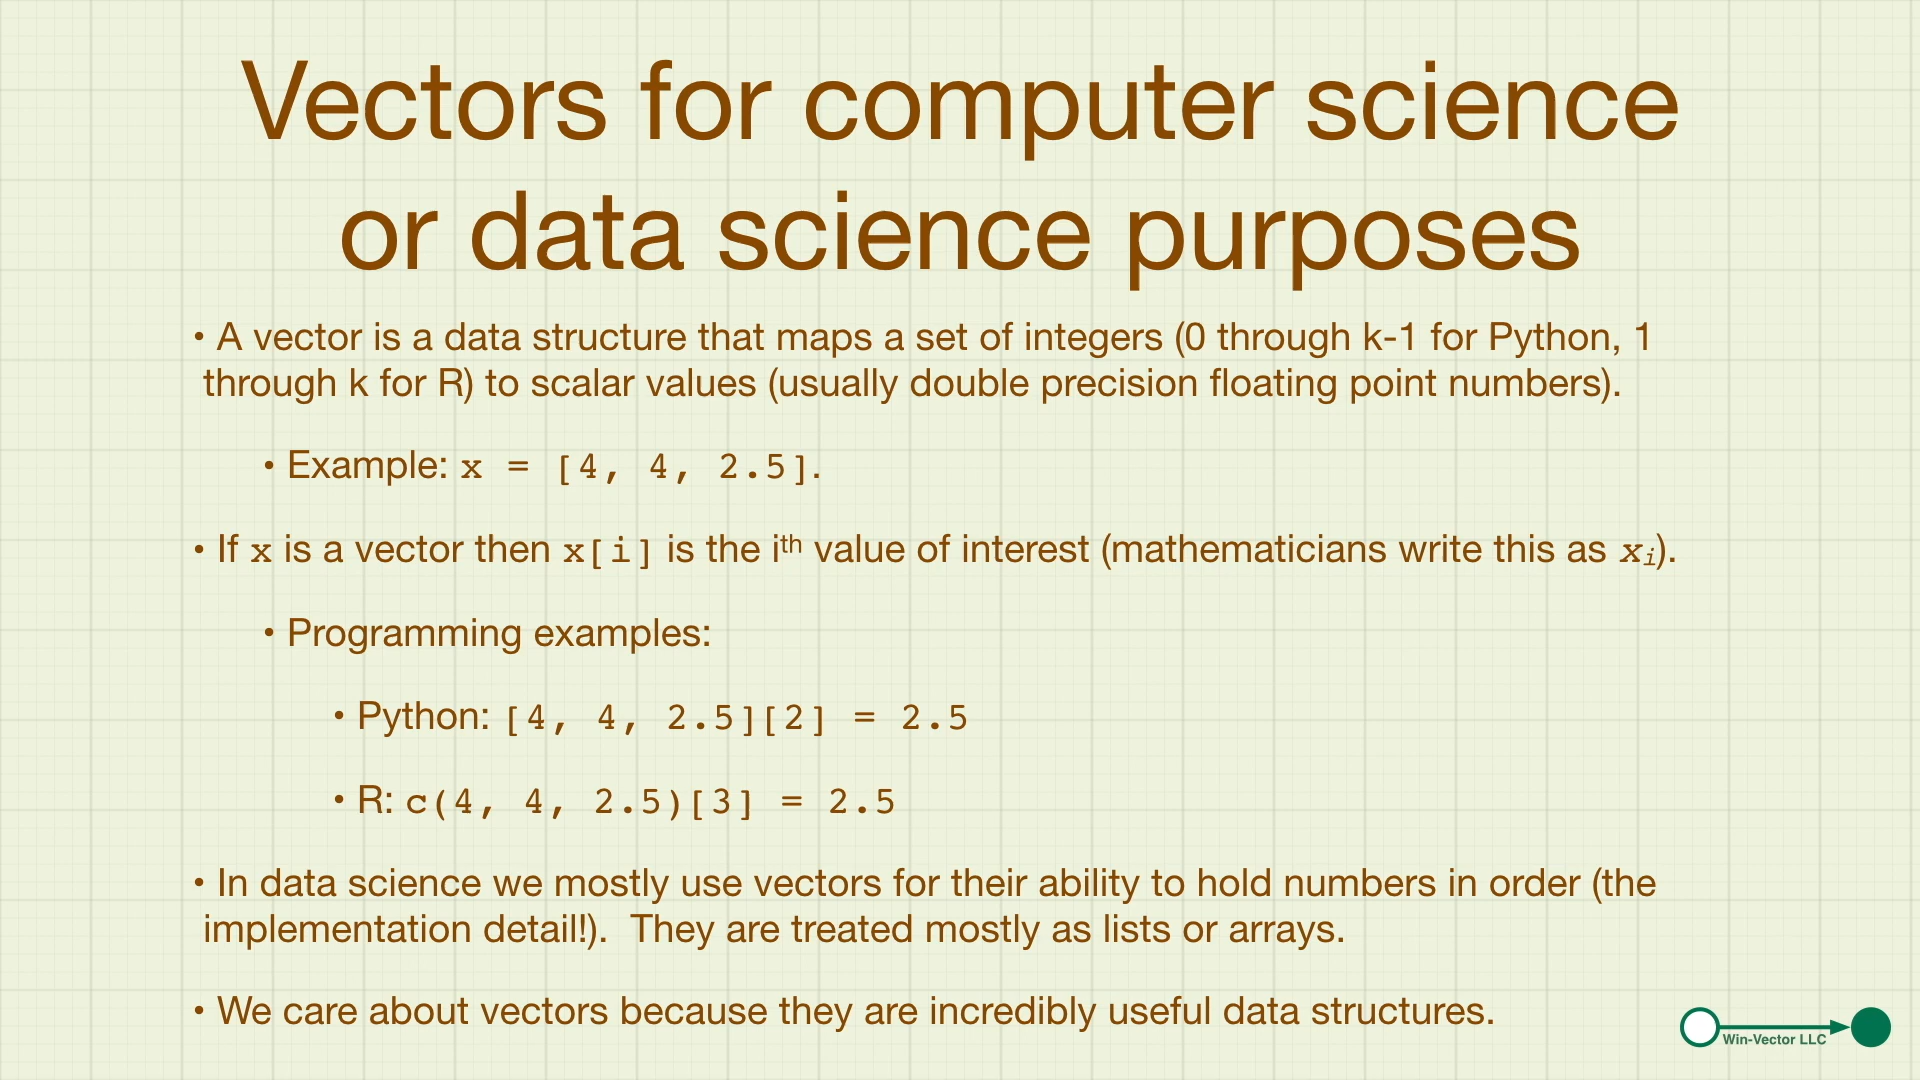 Vectors for computer science
or data science purposes
• A vector is a data structure that maps a set of integers (0 through k-1 for Python, 1
through k for R) to scalar values (usually double precision floating point numbers).
• Example: x = [4, 4, 2.5].
• If x is a vector then x[i] is the iᵗʰ value of interest (mathematicians write this as xᵢ).
• Programming examples:
• Python: [4, 4, 2.5][2] = 2.5
• R: c(4, 4, 2.5)[3] = 2.5
• In data science we mostly use vectors for their ability to hold numbers in order (the
implementation detail!).  They are treated mostly as lists or arrays.
• We care about vectors because they are incredibly useful data structures.
Win-Vector LLC